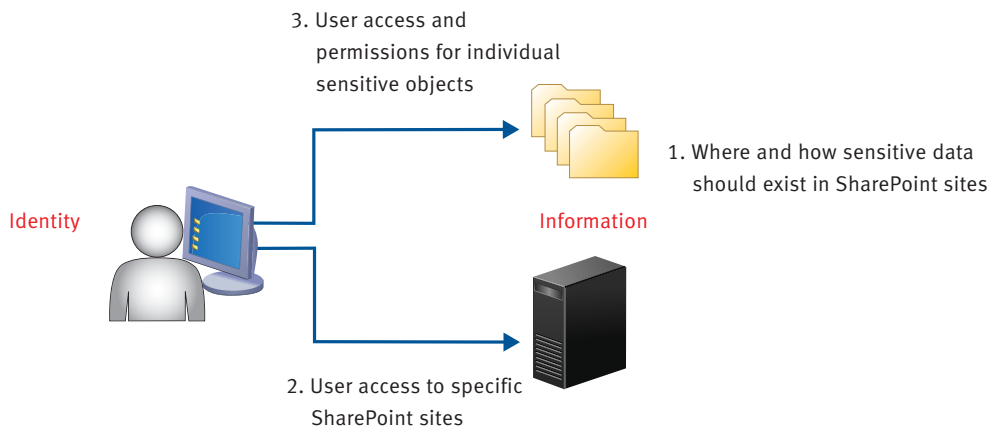 3. User access and
permissions for individual
sensitive objects
1. Where and how sensitive data
should exist in SharePoint sites
Identity
Information
2. User access to specific
SharePoint sites